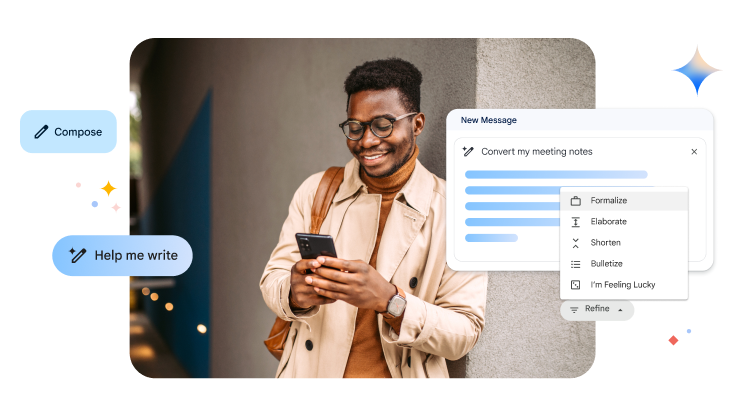 Compose
Help me write
New Message
Convert my meeting notes
Formalize
Elaborate
Shorten
Bulletize
I'm Feeling Lucky
Refine